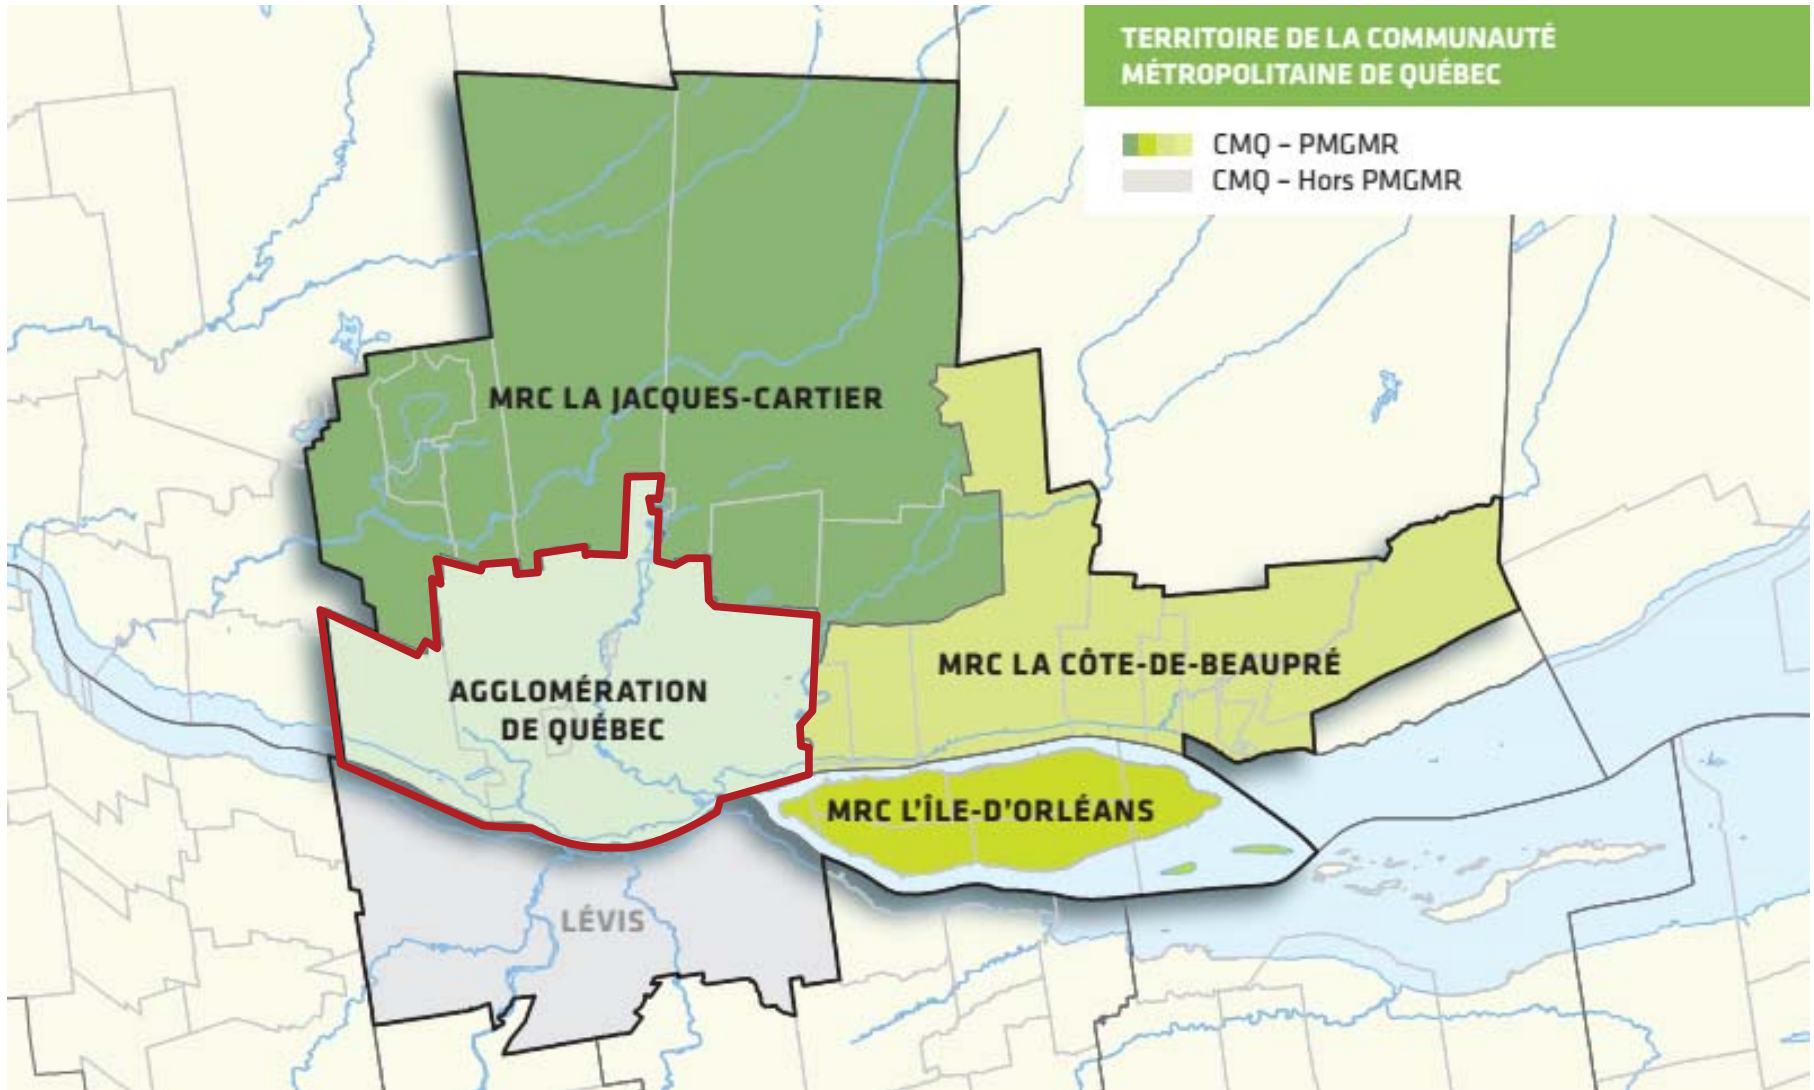 TERRITOIRE DE LA COMMUNAUTÉ
MÉTROPOLITAINE DE QUÉBEC
CMQ – PMGMR
CMQ – Hors PMGMR
MRC LA JACQUES-CARTIER
MRC LA CÔTE-DE-BEAUPRÉ
AGGLOMÉRATION
DE QUÉBEC
MRC L'ÎLE-D'ORLÉANS
LÉVIS